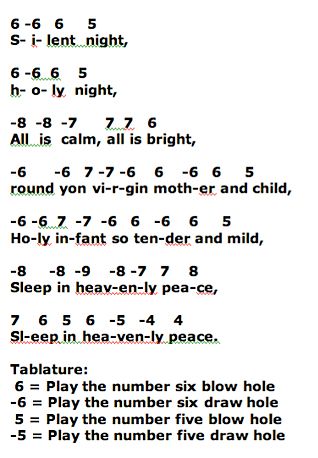 6 -6 6 5
S- i- lent night,
6 -6 6 5
h- o- ly night,
-8 -8 -7 7 7 6
All is calm, all is bright,
-6 -6 7 -7 -6 6 -6 6 5
round yon vi-r-gin moth-er and child,
-6 -6 7 -7 -6 6 -6 6 5
Ho-ly in-fant so ten-der and mild,
-8 -8 -9 -8 -7 7 8
Sleep in heav-en-ly pea-ce,
7 6 5 6 -5 -4 4
Sl-eep in hea-ven-ly peace.
Tablature:
6 = Play the number six blow hole
-6 = Play the number six draw hole
5 = Play the number five blow hole
-5 = Play the number five draw hole